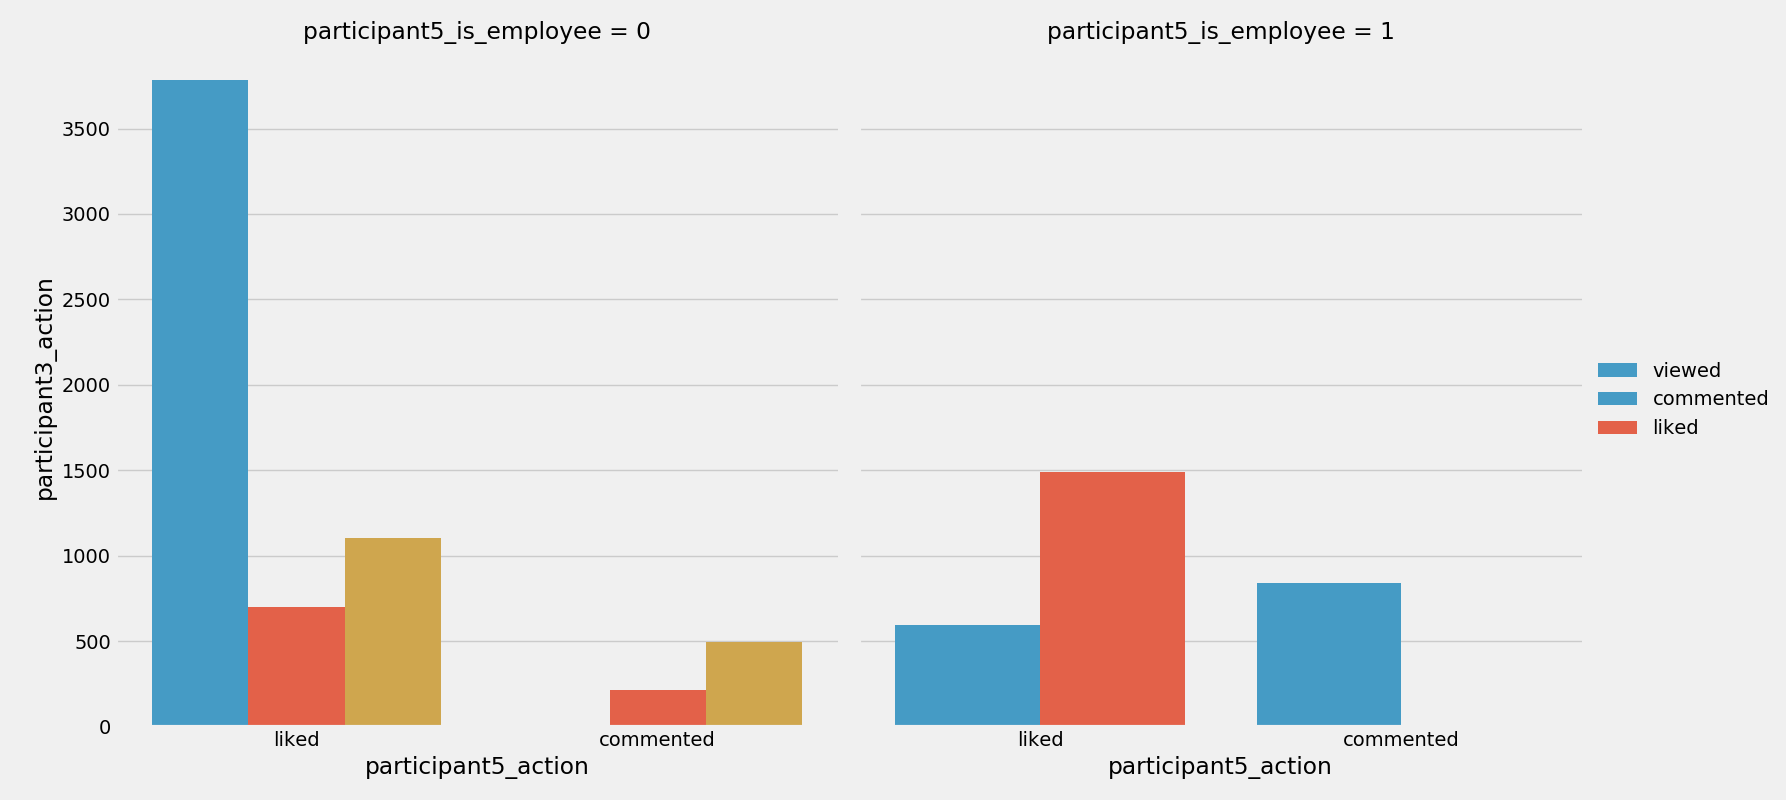 participant5_is_employee = 0
participant5_is_employee = 1
participant3_action
3500
3000
2500
2000
1500
1000
500
0
liked
commented
liked
commented
participant5_action
participant5_action
viewed
commented
liked